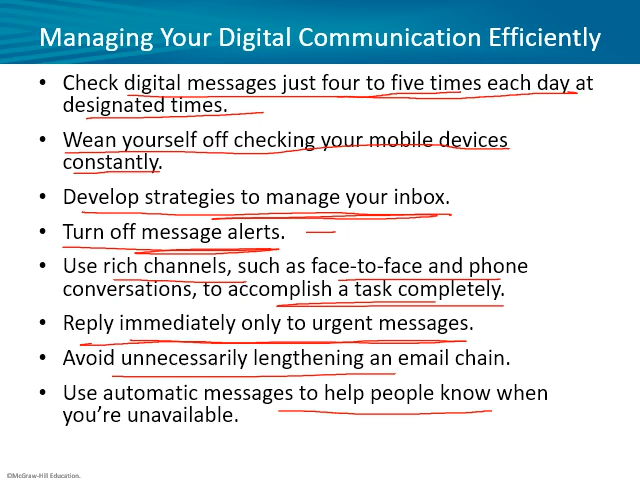 Managing Your Digital Communication Efficiently
• Check digital messages just four to five times each day at
designated times.
• Wean yourself off checking your mobile devices
constantly.
• Develop strategies to manage your inbox.
• Turn off message alerts.
• Use rich channels, such as face-to-face and phone
conversations, to accomplish a task completely.
• Reply immediately only to urgent messages.
• Avoid unnecessarily lengthening an email chain.
• Use automatic messages to help people know when
you’re unavailable.
©McGraw-Hill Education.